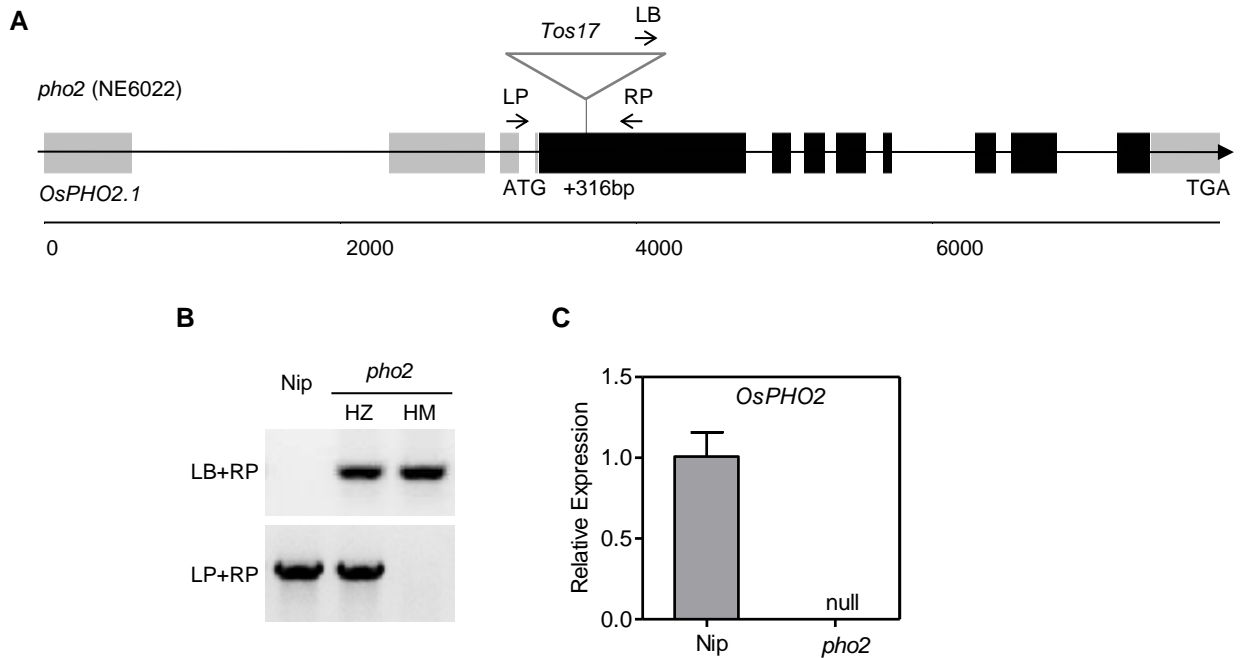 A
Tos17 LB
pho2 (NE6022)
LP RP
ATG +316bp TGA
OsPHO2.1
0 2000 4000 6000
B
Nip pho2
HZ HM
LB+RP
LP+RP
C
OsPHO2
Relative Expression
1.5
1.0
0.5
0.0
null
Nip pho2